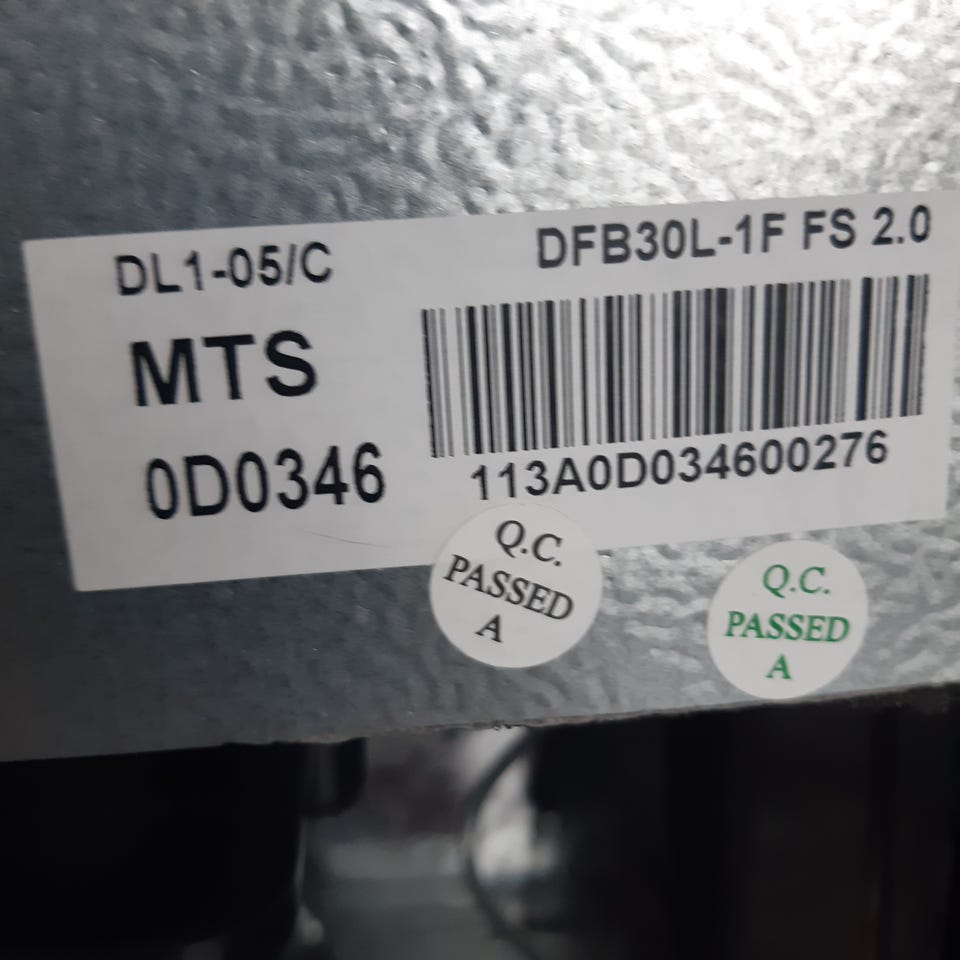 DL1-05/C
DFB30L-1F FS 2.0
MTS
0D0346
113A0D034600276
Q.C.
PASSED
A
Q.C.
PASSED
A